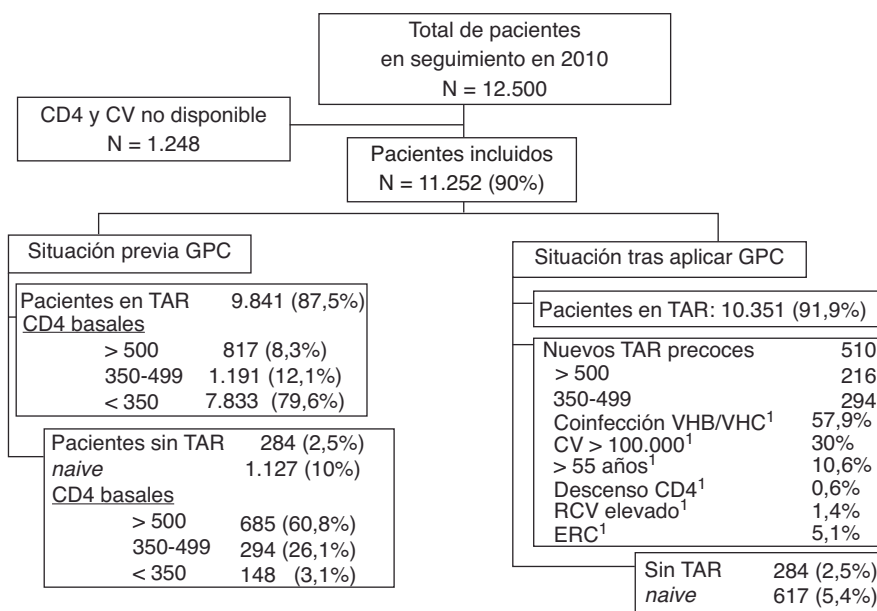 Total de pacientes
en seguimiento en 2010
N = 12.500
CD4 y CV no disponible
N = 1.248
Pacientes incluidos
N = 11.252 (90%)
Situación previa GPC
Pacientes en TAR 9.841 (87,5%)
CD4 basales
> 500 817 (8,3%)
350-499 1.191 (12,1%)
< 350 7.833 (79,6%)
Pacientes sin TAR 284 (2,5%)
naive 1.127 (10%)
CD4 basales
> 500 685 (60,8%)
350-499 294 (26,1%)
< 350 148 (3,1%)
Situación tras aplicar GPC
Pacientes en TAR: 10.351 (91,9%)
Nuevos TAR precoces 510
> 500 216
350-499 294
Coinfección VHB/VHC¹ 57,9%
CV > 100.000¹ 30%
> 55 años¹ 10,6%
Descenso CD4¹ 0,6%
RCV elevado¹ 1,4%
ERC¹ 5,1%
Sin TAR 284 (2,5%)
naive 617 (5,4%)